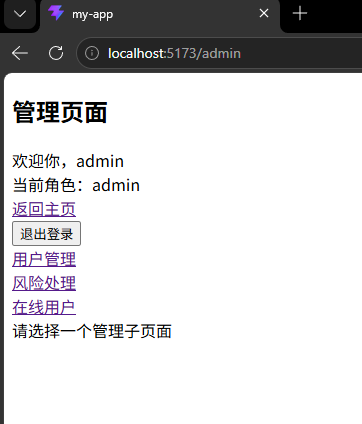 my-app
localhost:5173/admin
管理页面
欢迎你，admin
当前角色：admin
返回主页
退出登录
用户管理
风险处理
在线用户
请选择一个管理子页面